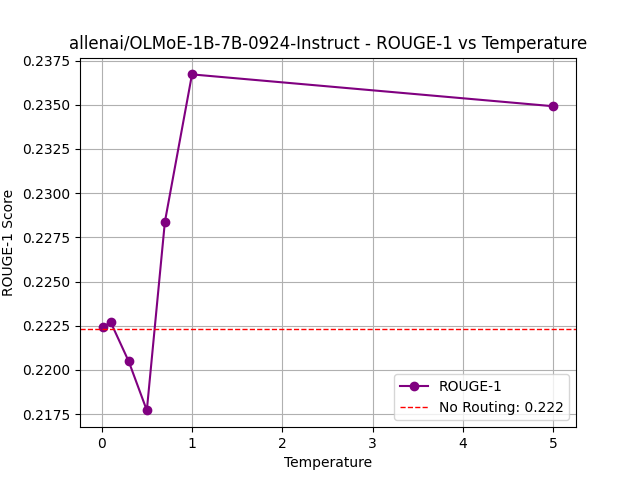 allenai/OLMoE-1B-7B-0924-Instruct - ROUGE-1 vs Temperature
0.2375
0.2350
0.2325
0.2300
0.2275
0.2250
0.2225
0.2200
0.2175
ROUGE-1 Score
ROUGE-1
No Routing: 0.222
0 1 2 3 4 5
Temperature